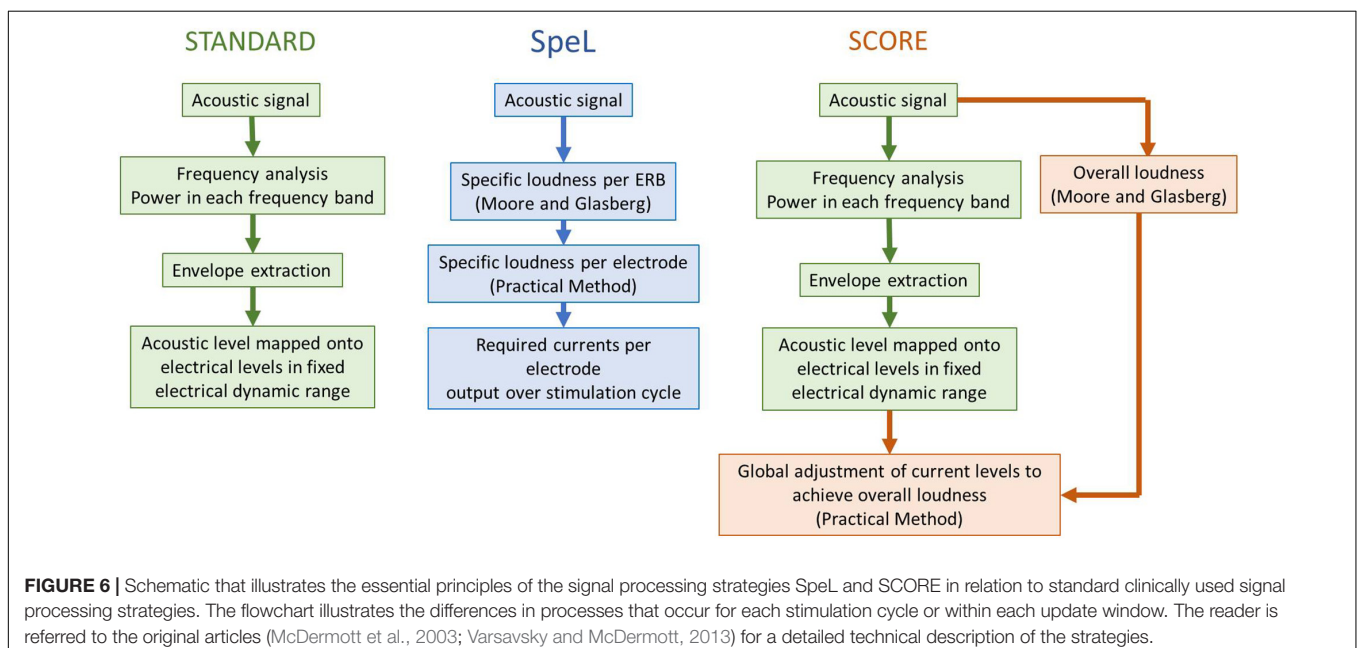 STANDARD
Acoustic signal
Frequency analysis
Power in each frequency band
Envelope extraction
Acoustic level mapped onto
electrical levels in fixed
electrical dynamic range
SpeL
Acoustic signal
Specific loudness per ERB
(Moore and Glasberg)
Specific loudness per electrode
(Practical Method)
Required currents per
electrode
output over stimulation cycle
SCORE
Acoustic signal
Frequency analysis
Power in each frequency band
Envelope extraction
Acoustic level mapped onto
electrical levels in fixed
electrical dynamic range
Overall loudness
(Moore and Glasberg)
Global adjustment of current levels to
achieve overall loudness
(Practical Method)
FIGURE 6 | Schematic that illustrates the essential principles of the signal processing strategies SpeL and SCORE in relation to standard clinically used signal
processing strategies. The flowchart illustrates the differences in processes that occur for each stimulation cycle or within each update window. The reader is
referred to the original articles (McDermott et al., 2003; Varsavsky and McDermott, 2013) for a detailed technical description of the strategies.